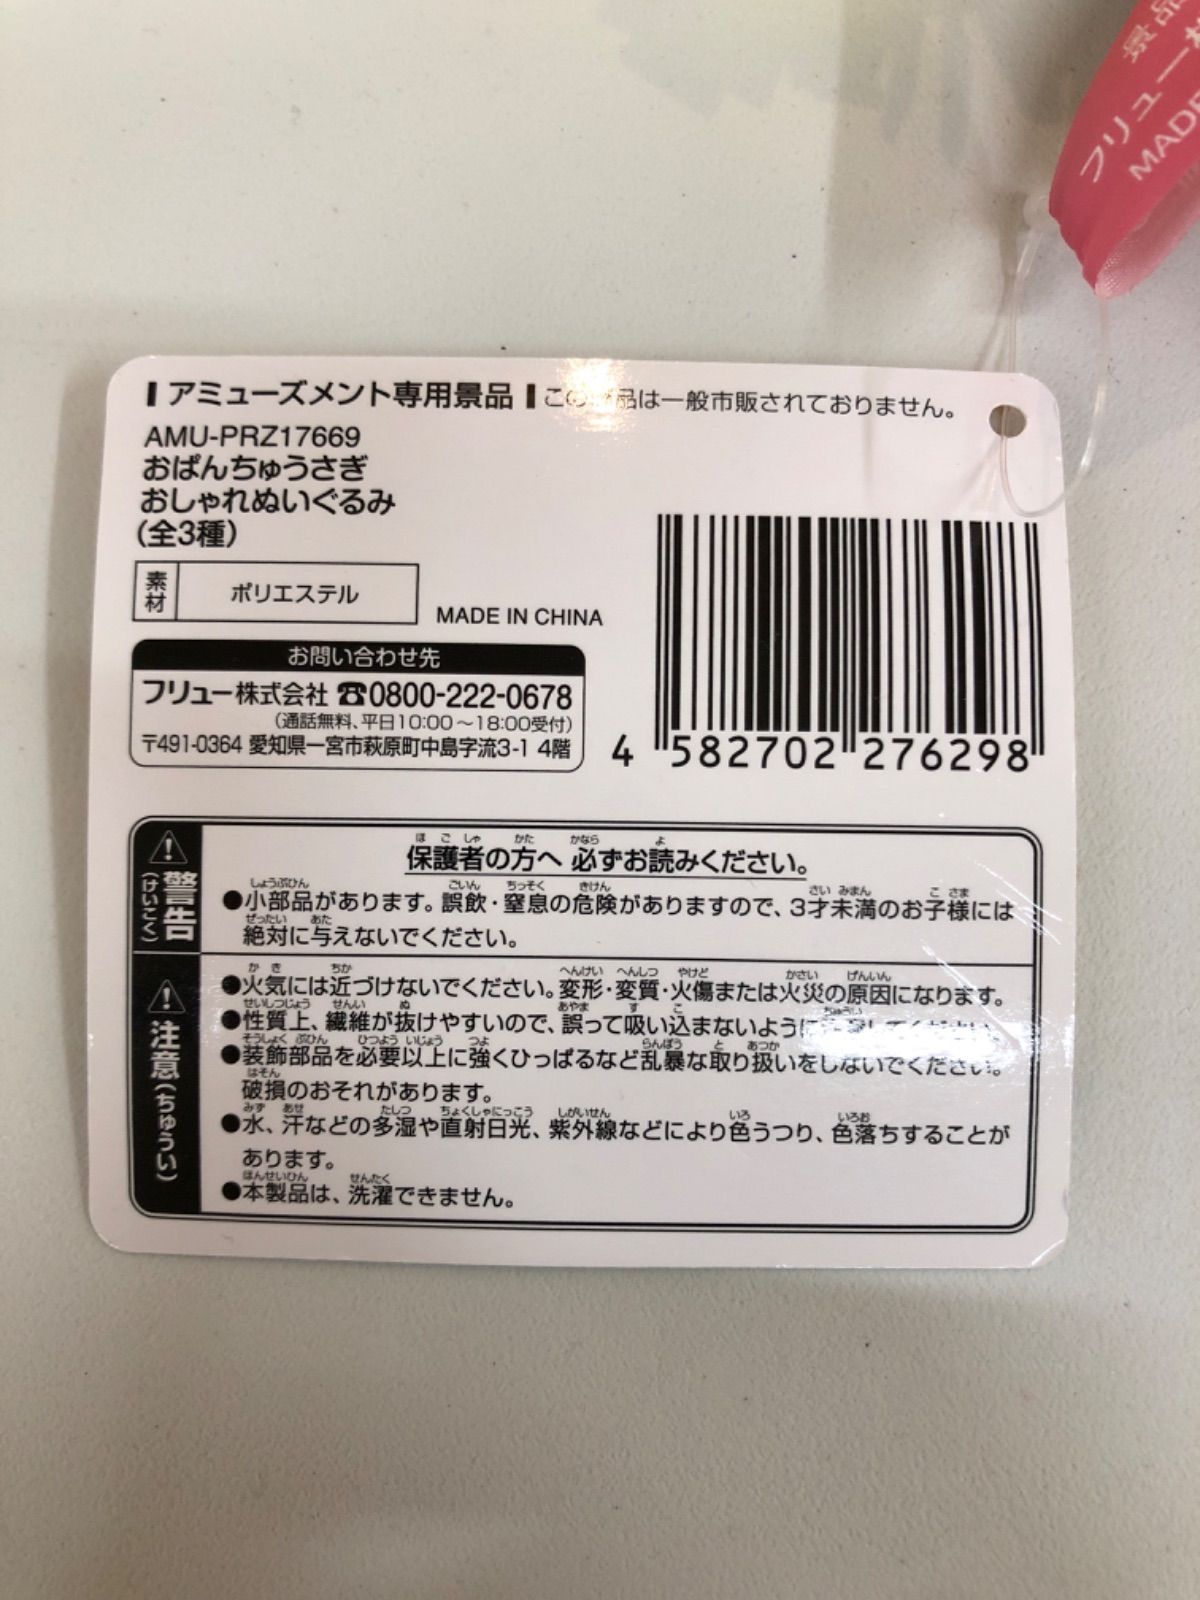 アミューズメント専用景品 この景品は一般市販されておりません。
AMU-PRZ17669
おぱんちゅうさぎ
おしゃれぬいぐるみ
(全3種)
素材 ポリエステル
MADE IN CHINA
お問い合わせ先
フリュー株式会社 ☎0800-222-0678
(通話無料、平日10:00～18:00受付)
〒491-0364 愛知県一宮市萩原町中島字流3-1 4階
4 582702 276298
警告(けいこく)
保護者の方へ 必ずお読みください。
●小部品があります。誤飲・窒息の危険がありますので、3才未満のお子様には
絶対に与えないでください。
注意(ちゅうい)
●火気には近づけないでください。変形・変質・火傷または火災の原因になります。
●性質上、繊維が抜けやすいので、誤って吸い込まないように注意してください。
●装飾部品を必要以上に強くひっぱるなど乱暴な取り扱いをしないでください。
破損のおそれがあります。
●水、汗などの多湿や直射日光、紫外線などにより色うつり、色落ちすることが
あります。
●本製品は、洗濯できません。
景品
フリュー株
MADE